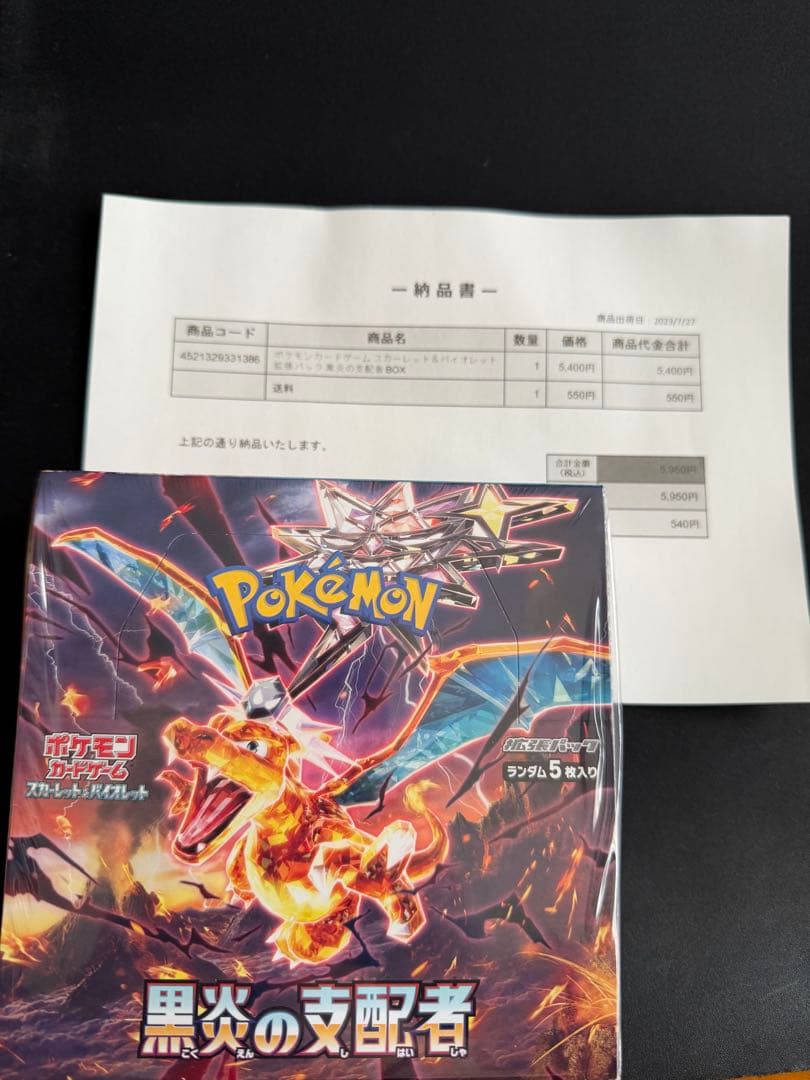 ー納品書ー
商品出荷日：2023/7/27
商品コード 商品名 数量 価格 商品代金合計
4521329331386 ポケモンカードゲーム スカーレット&バイオレット
拡張パック 黒炎の支配者BOX 1 5,400円 5,400円
送料 1 550円 550円
上記の通り納品いたします。
合計金額
(税込) 5,950円
5,950円
540円
POKéMON
ポケモン
カードゲーム
スカーレット&バイオレット
拡張パック
ランダム5枚入り
黒炎の支配者
こくえんしはいしゃ